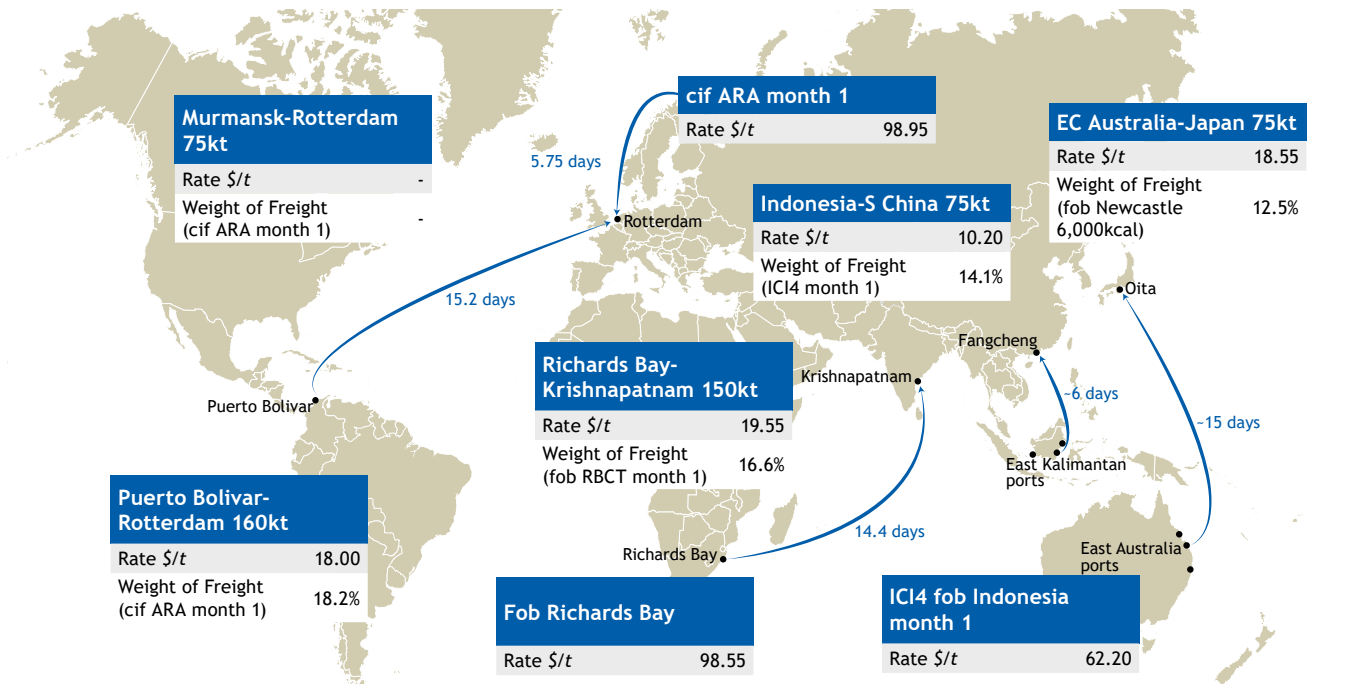 Murmansk-Rotterdam
75kt
Rate $/t -
Weight of Freight
(cif ARA month 1) -
cif ARA month 1
Rate $/t 98.95
EC Australia-Japan 75kt
Rate $/t 18.55
Weight of Freight
(fob Newcastle
6,000kcal) 12.5%
5.75 days
Rotterdam
Indonesia-S China 75kt
Rate $/t 10.20
Weight of Freight
(ICI4 month 1) 14.1%
15.2 days
Oita
Fangcheng
Richards Bay-
Krishnapatnam 150kt
Rate $/t 19.55
Weight of Freight
(fob RBCT month 1) 16.6%
Krishnapatnam
~6 days
Puerto Bolivar
~15 days
East Kalimantan
ports
Puerto Bolivar-
Rotterdam 160kt
Rate $/t 18.00
Weight of Freight
(cif ARA month 1) 18.2%
14.4 days
Richards Bay
East Australia
ports
Fob Richards Bay
Rate $/t 98.55
ICI4 fob Indonesia
month 1
Rate $/t 62.20